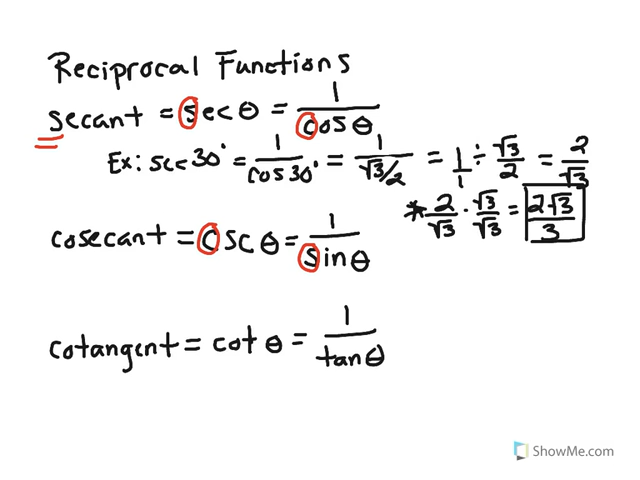 Reciprocal Functions
secant = sec θ = 1/cos θ
Ex: sec 30° = 1/cos 30° = 1/(√3/2) = 1/1 ÷ √3/2 = 2/√3
* 2/√3 · √3/√3 = 2√3/3
cosecant = csc θ = 1/sin θ
cotangent = cot θ = 1/tan θ
ShowMe.com